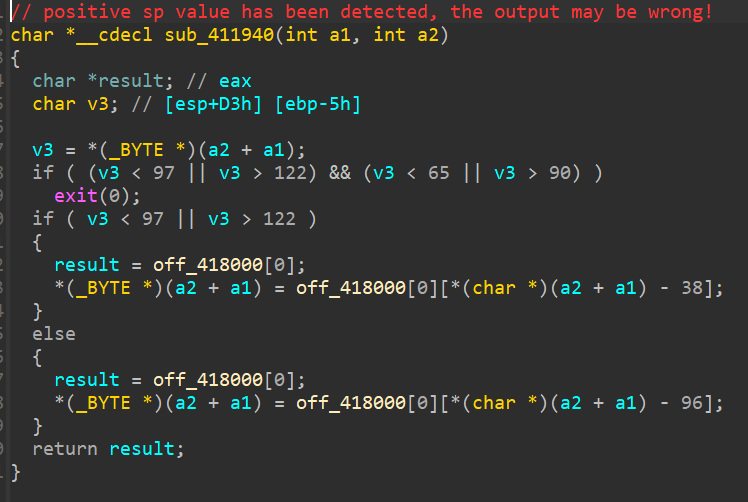 // positive sp value has been detected, the output may be wrong!
char *__cdecl sub_411940(int a1, int a2)
{
  char *result; // eax
  char v3; // [esp+D3h] [ebp-5h]

  v3 = *(_BYTE *)(a2 + a1);
  if ( (v3 < 97 || v3 > 122) && (v3 < 65 || v3 > 90) )
    exit(0);
  if ( v3 < 97 || v3 > 122 )
  {
    result = off_418000[0];
    *(_BYTE *)(a2 + a1) = off_418000[0][*(char *)(a2 + a1) - 38];
  }
  else
  {
    result = off_418000[0];
    *(_BYTE *)(a2 + a1) = off_418000[0][*(char *)(a2 + a1) - 96];
  }
  return result;
}